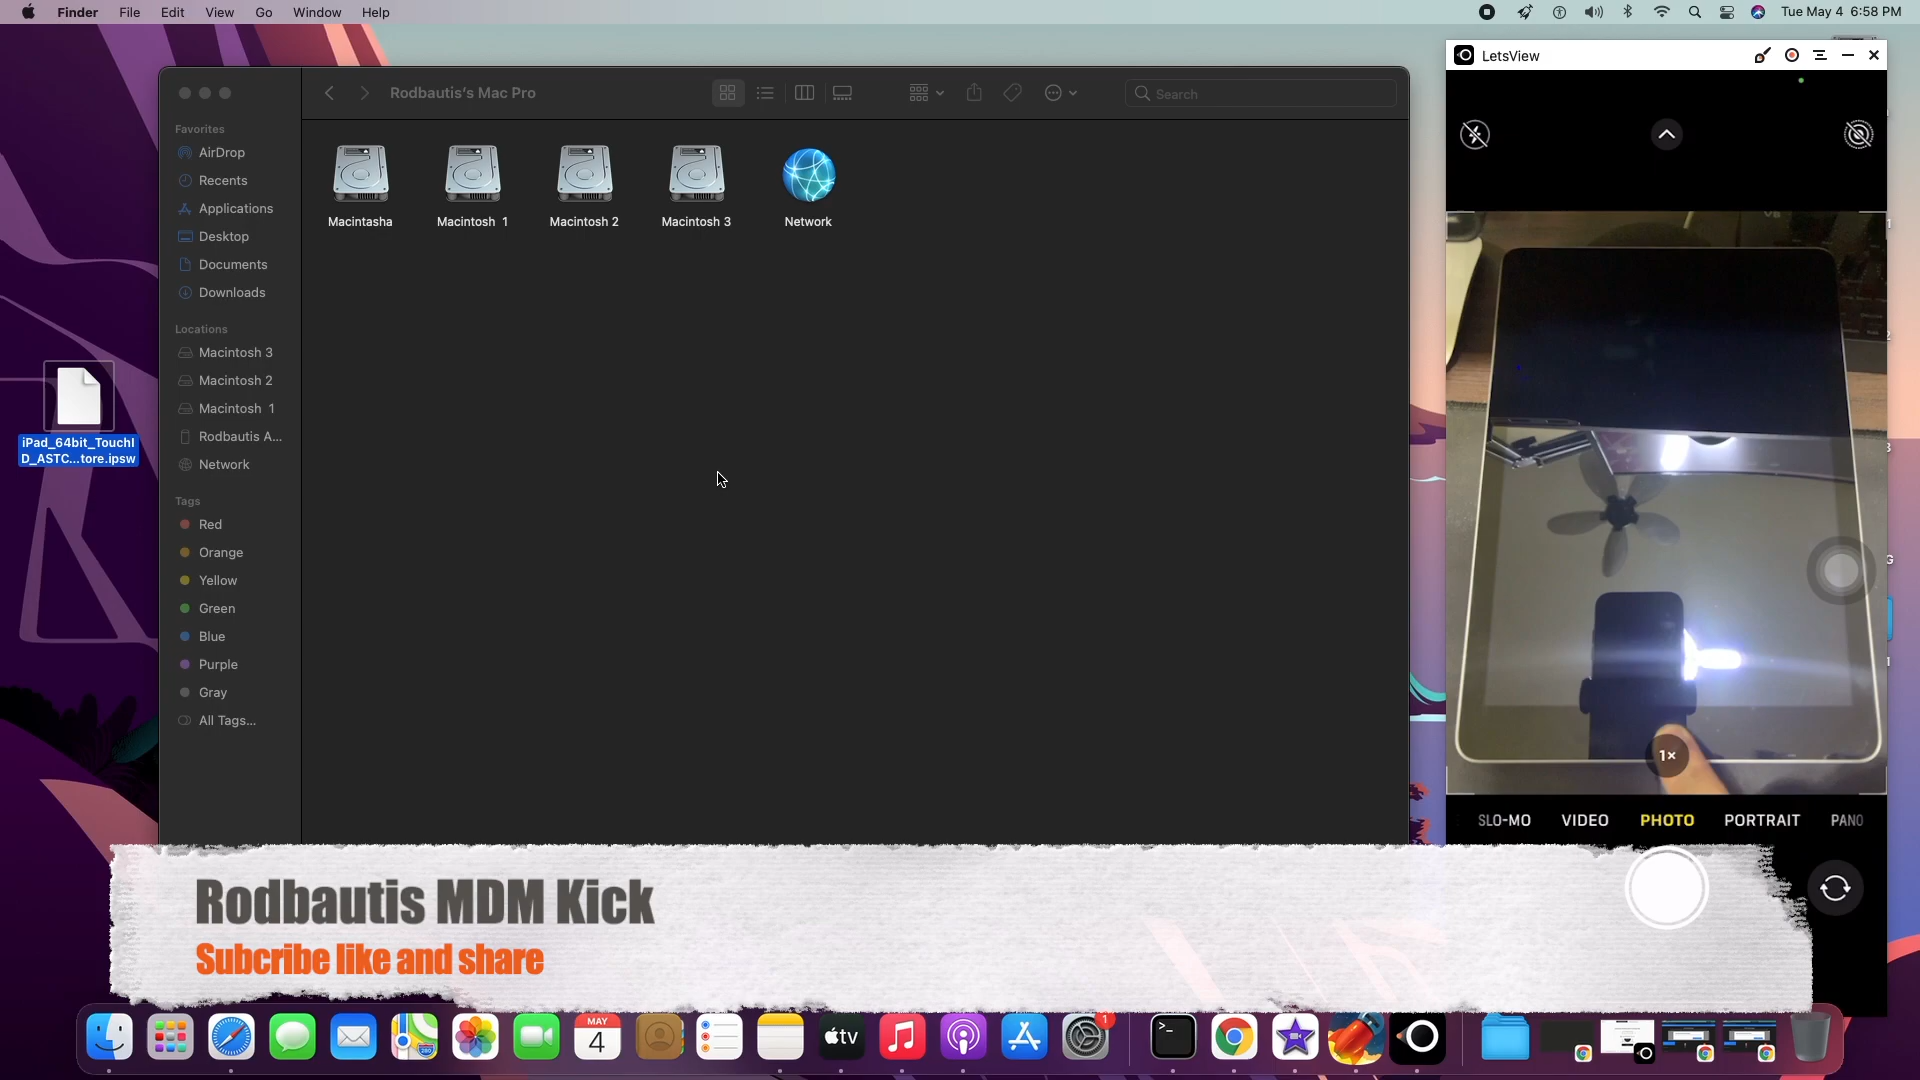 Finder File Edit View Go Window Help
Tue May 4 6:58 PM
Rodbautis's Mac Pro
Search
Favorites
AirDrop
Recents
Applications
Desktop
Documents
Downloads
Locations
Macintosh 3
Macintosh 2
Macintosh 1
Rodbautis A...
Network
Tags
Red
Orange
Yellow
Green
Blue
Purple
Gray
All Tags...
Macintasha
Macintosh 1
Macintosh 2
Macintosh 3
Network
iPad_64bit_TouchI
D_ASTC...tore.ipsw
LetsView
1×
SLO-MO VIDEO PHOTO PORTRAIT PANO
Rodbautis MDM Kick
Subcribe like and share
MAY
4
tv
1